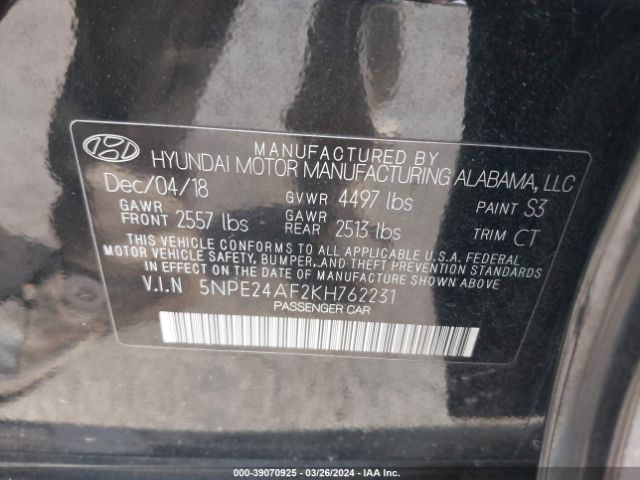 MANUFACTURED BY
HYUNDAI MOTOR MANUFACTURING ALABAMA, LLC
Dec/04/18 GVWR 4497 lbs PAINT S3
GAWR FRONT 2557 lbs GAWR REAR 2513 lbs TRIM CT
THIS VEHICLE CONFORMS TO ALL APPLICABLE U.S.A. FEDERAL
MOTOR VEHICLE SAFETY, BUMPER, AND THEFT PREVENTION
STANDARDS IN EFFECT ON THE DATE OF MANUFACTURE SHOWN ABOVE.
V.I.N 5NPE24AF2KH762231
PASSENGER CAR
000-39070925 - 03/26/2024 - IAA Inc.